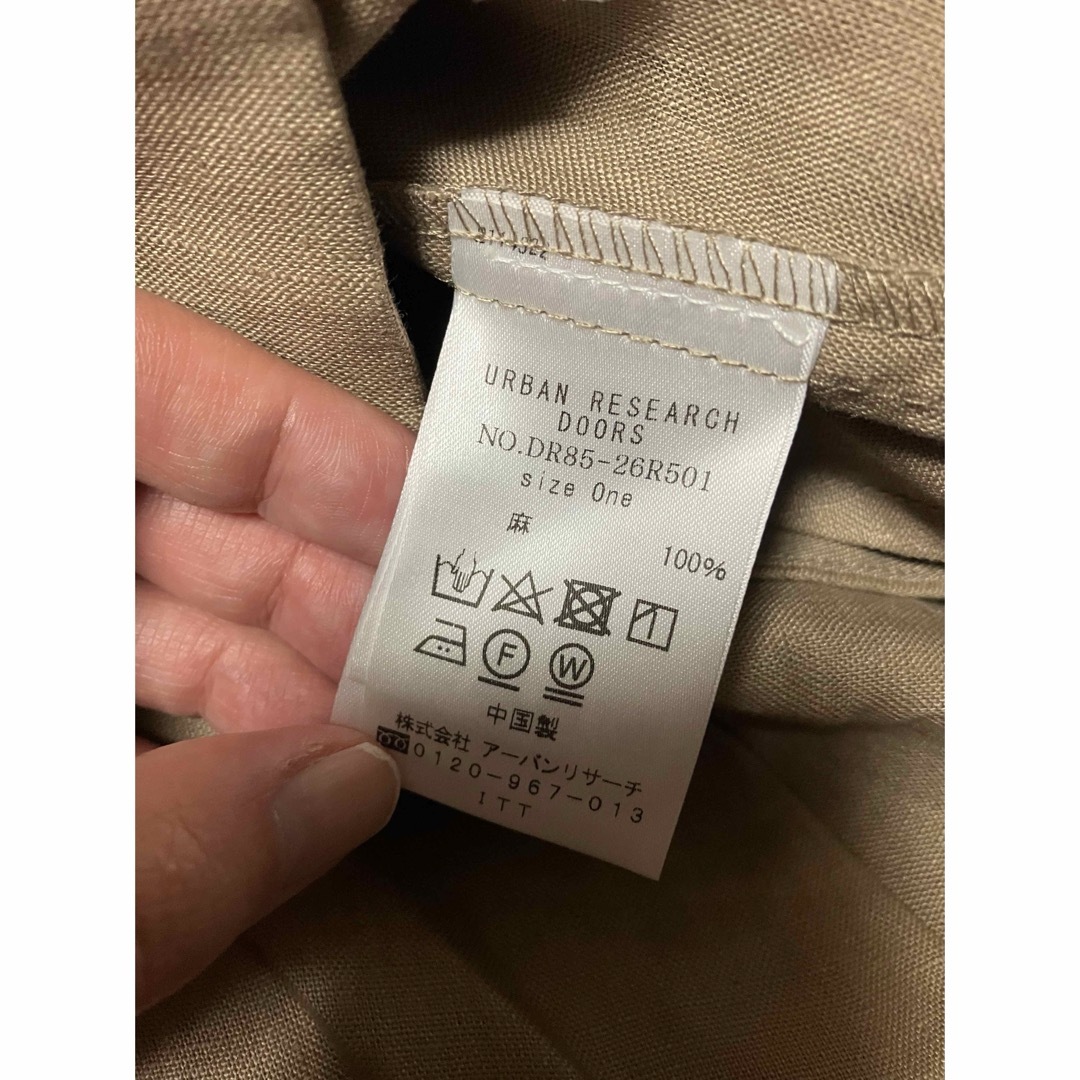 URBAN RESEARCH
DOORS
NO.DR85-26R501
size One
麻 100%
F W
中国製
株式会社 アーバンリサーチ
0120-967-013
ITT